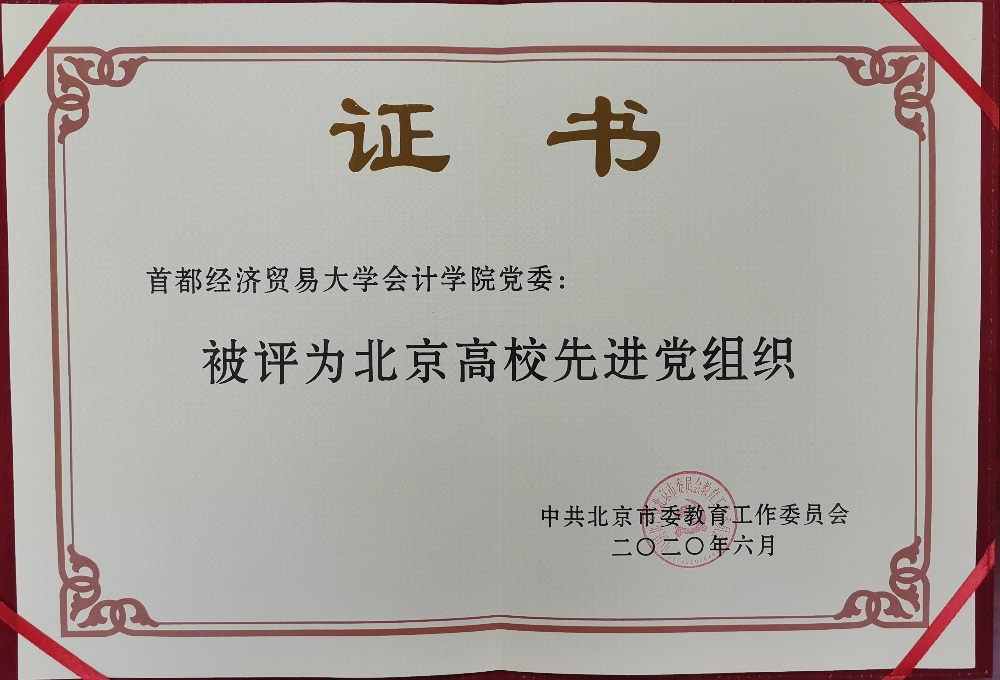 证 书
首都经济贸易大学会计学院党委：
被评为北京高校先进党组织
中共北京市委教育工作委员会
二〇二〇年六月